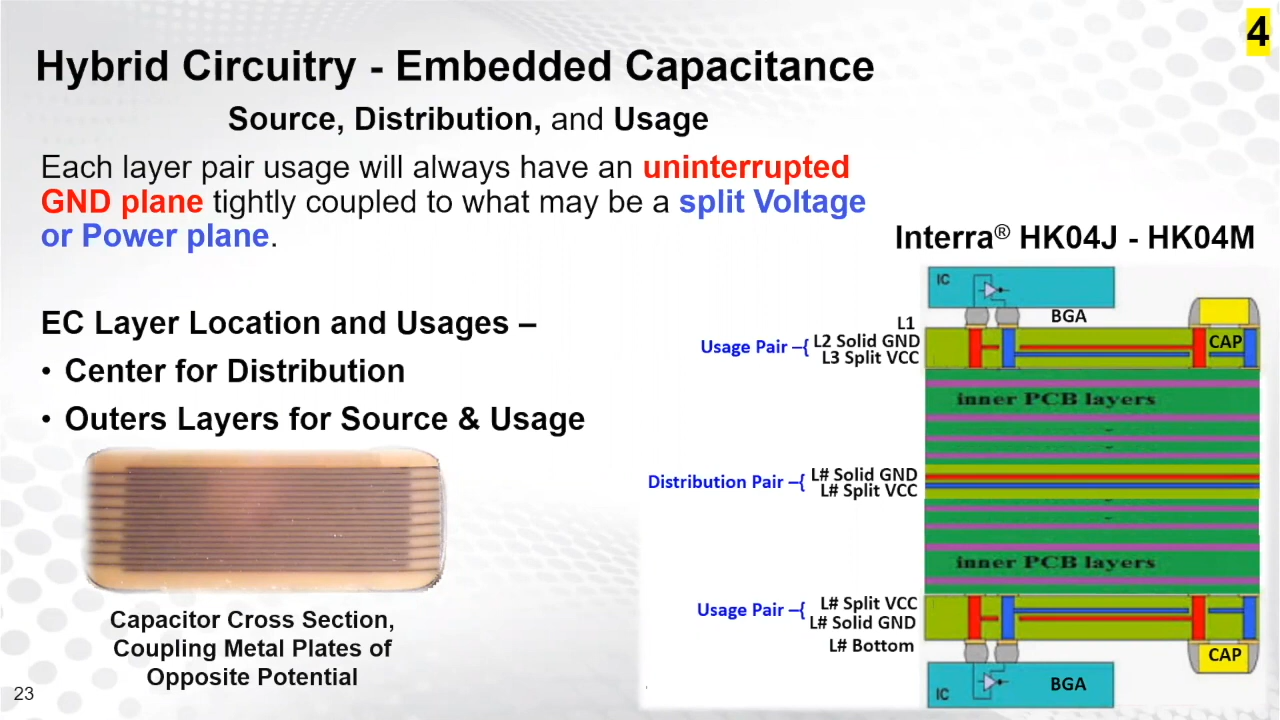 4
Hybrid Circuitry - Embedded Capacitance
Source, Distribution, and Usage
Each layer pair usage will always have an uninterrupted
GND plane tightly coupled to what may be a split Voltage
or Power plane.
EC Layer Location and Usages –
• Center for Distribution
• Outers Layers for Source & Usage
Capacitor Cross Section,
Coupling Metal Plates of
Opposite Potential
23
Interra® HK04J - HK04M
IC
BGA
L1
Usage Pair –{ L2 Solid GND
L3 Split VCC
CAP
inner PCB layers
Distribution Pair –{ L# Solid GND
L# Split VCC
inner PCB layers
Usage Pair –{ L# Split VCC
L# Solid GND
L# Bottom
CAP
IC
BGA